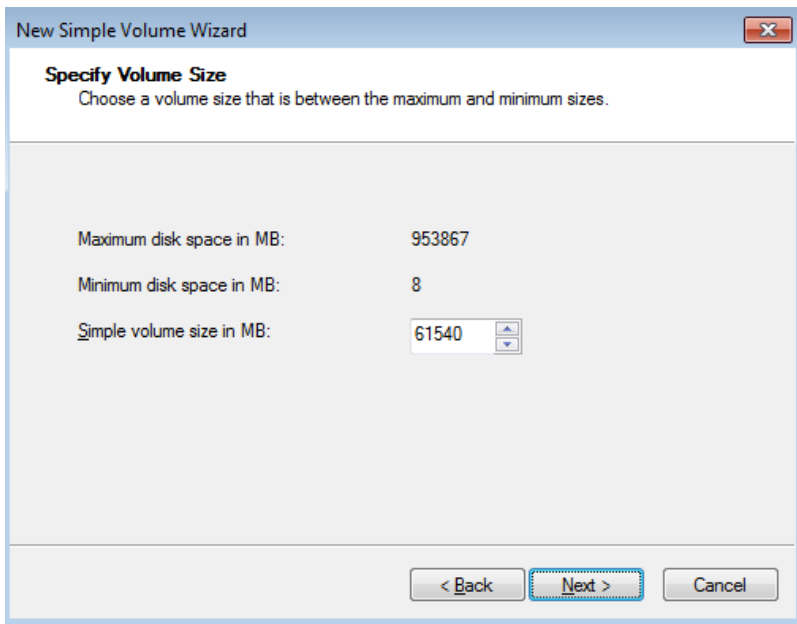 New Simple Volume Wizard
Specify Volume Size
Choose a volume size that is between the maximum and minimum sizes.
Maximum disk space in MB: 953867
Minimum disk space in MB: 8
Simple volume size in MB: 61540
< Back Next > Cancel